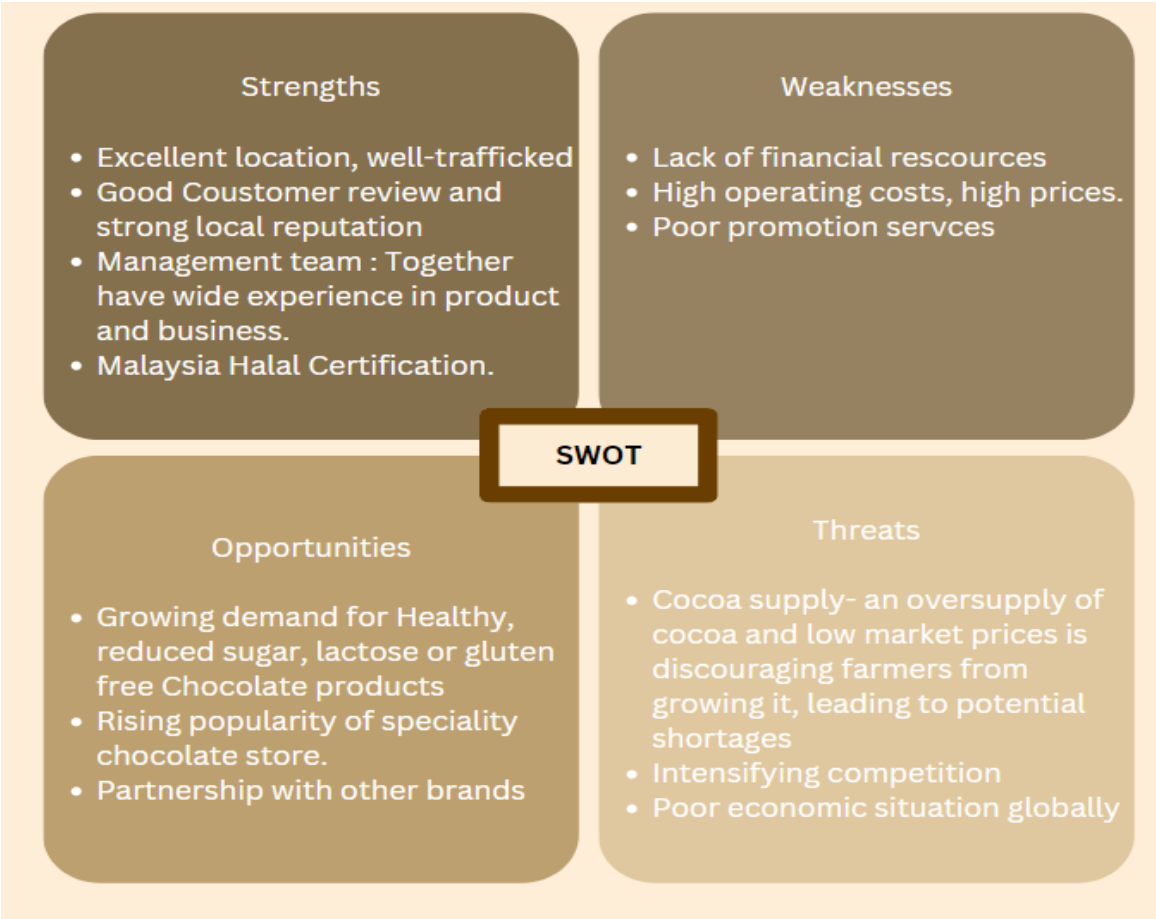 Strengths
• Excellent location, well-trafficked
• Good Coustomer review and
strong local reputation
• Management team : Together
have wide experience in product
and business.
• Malaysia Halal Certification.
Weaknesses
• Lack of financial rescources
• High operating costs, high prices.
• Poor promotion servces
SWOT
Opportunities
• Growing demand for Healthy,
reduced sugar, lactose or gluten
free Chocolate products
• Rising popularity of speciality
chocolate store.
• Partnership with other brands
Threats
• Cocoa supply- an oversupply of
cocoa and low market prices is
discouraging farmers from
growing it, leading to potential
shortages
• Intensifying competition
• Poor economic situation globally